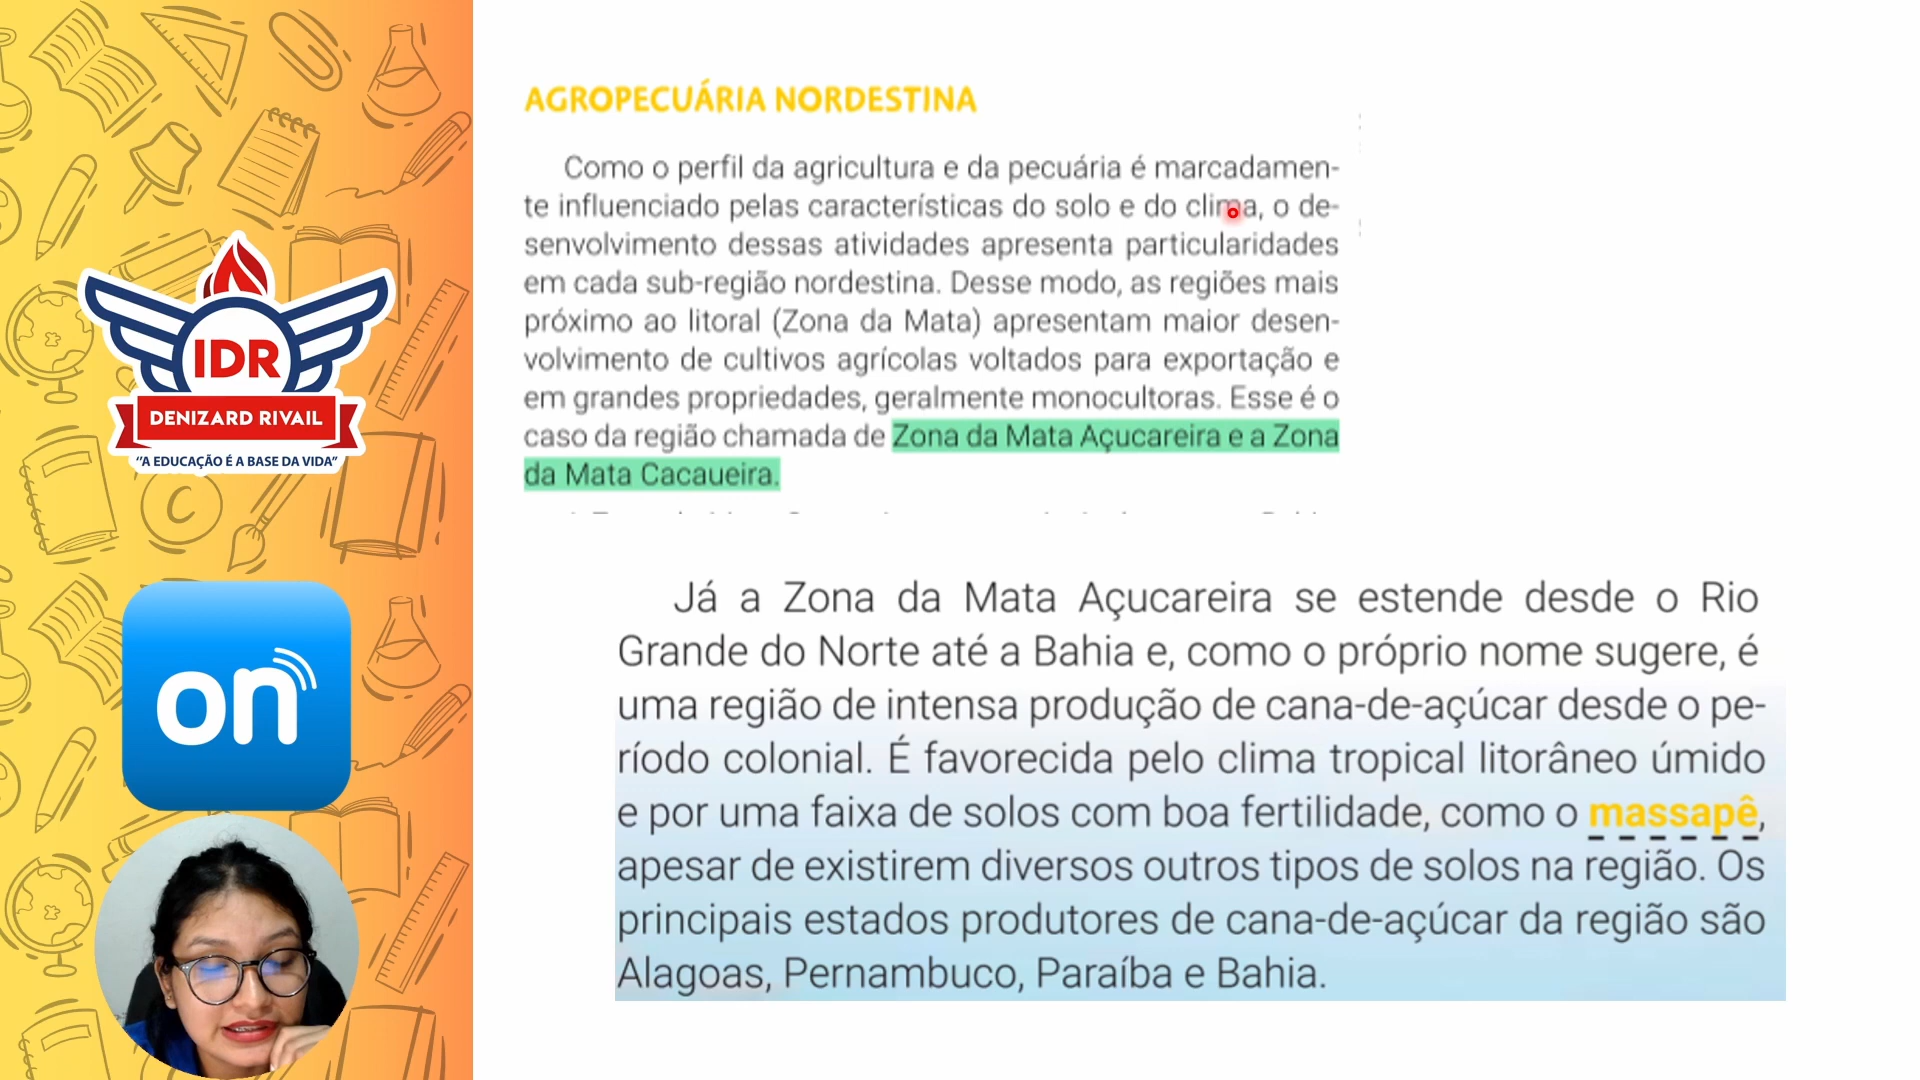 AGROPECUÁRIA NORDESTINA
Como o perfil da agricultura e da pecuária é marcadamen-
te influenciado pelas características do solo e do clima, o de-
senvolvimento dessas atividades apresenta particularidades
em cada sub-região nordestina. Desse modo, as regiões mais
próximo ao litoral (Zona da Mata) apresentam maior desen-
volvimento de cultivos agrícolas voltados para exportação e
em grandes propriedades, geralmente monocultoras. Esse é o
caso da região chamada de Zona da Mata Açucareira e a Zona
da Mata Cacaueira.
Já a Zona da Mata Açucareira se estende desde o Rio
Grande do Norte até a Bahia e, como o próprio nome sugere, é
uma região de intensa produção de cana-de-açúcar desde o pe-
ríodo colonial. É favorecida pelo clima tropical litorâneo úmido
e por uma faixa de solos com boa fertilidade, como o massapê,
apesar de existirem diversos outros tipos de solos na região. Os
principais estados produtores de cana-de-açúcar da região são
Alagoas, Pernambuco, Paraíba e Bahia.
IDR
DENIZARD RIVAIL
"A EDUCAÇÃO É A BASE DA VIDA"
on